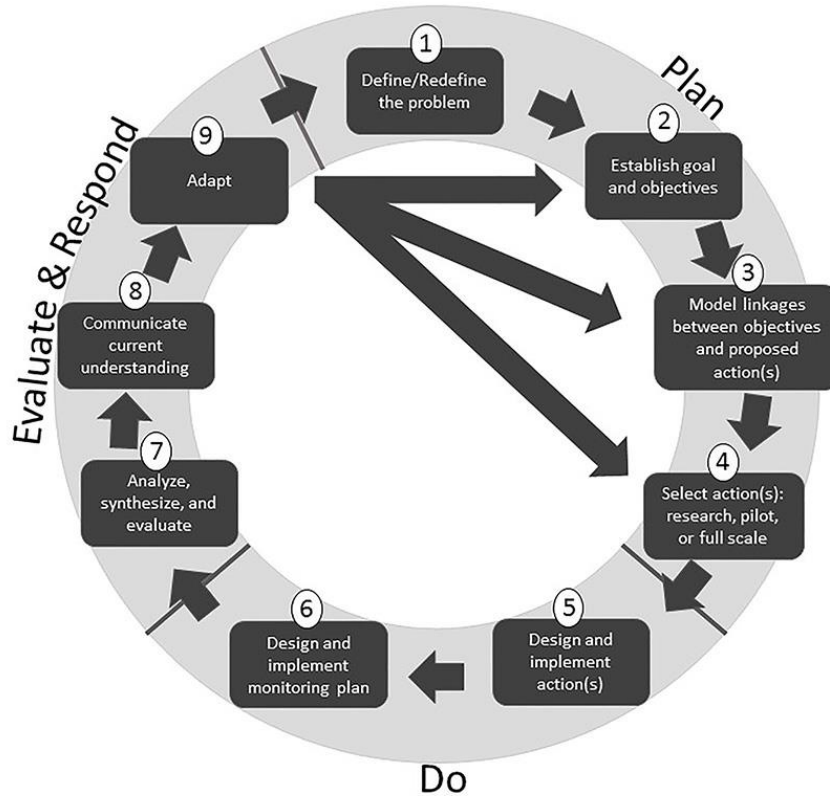 Plan
1
Define/Redefine
the problem
2
Establish goal
and objectives
3
Model linkages
between objectives
and proposed
action(s)
4
Select action(s):
research, pilot,
or full scale
Do
5
Design and
implement
action(s)
6
Design and
implement
monitoring plan
Evaluate & Respond
7
Analyze,
synthesize, and
evaluate
8
Communicate
current
understanding
9
Adapt